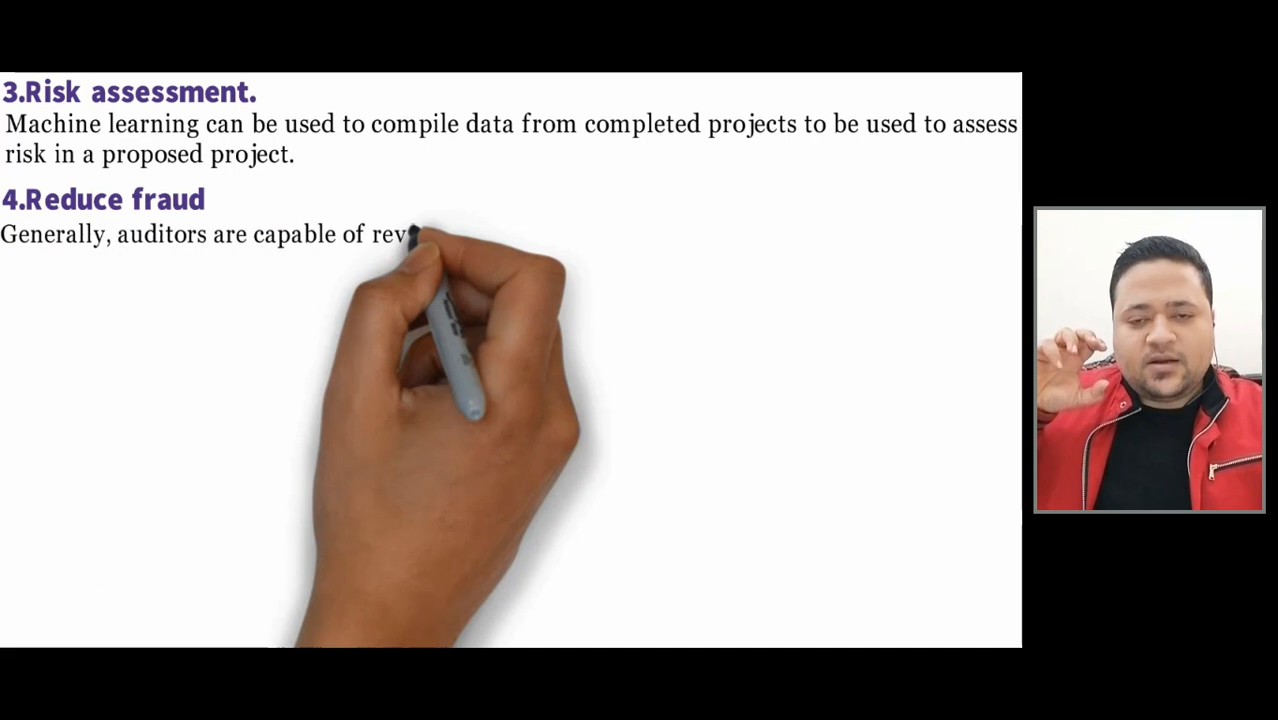 3.Risk assessment.
Machine learning can be used to compile data from completed projects to be used to assess
risk in a proposed project.
4.Reduce fraud
Generally, auditors are capable of rev